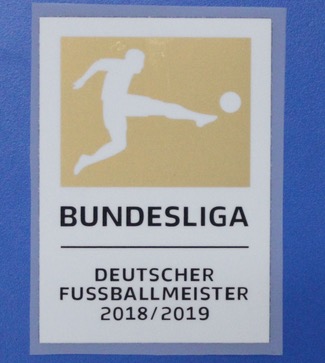 BUNDESLIGA
DEUTSCHER
FUSSBALLMEISTER
2018/2019